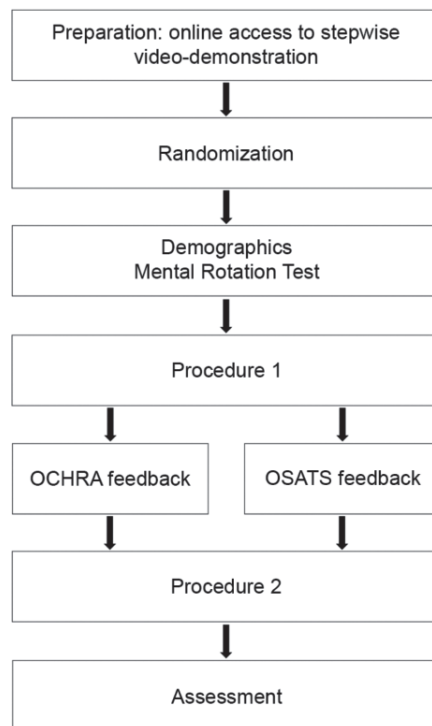 Preparation: online access to stepwise
video-demonstration
Randomization
Demographics
Mental Rotation Test
Procedure 1
OCHRA feedback
OSATS feedback
Procedure 2
Assessment